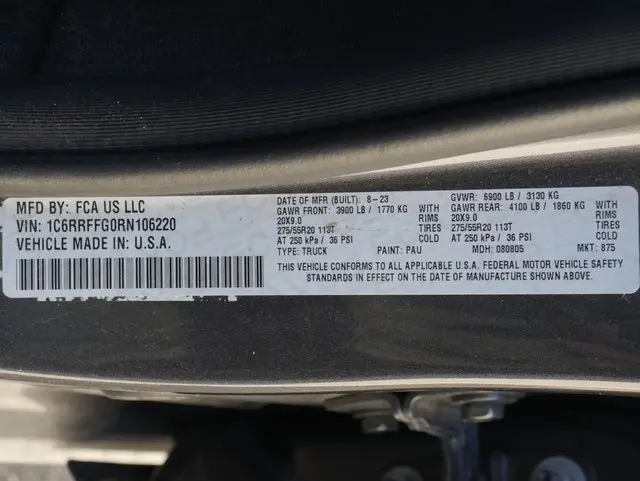 MFD BY: FCA US LLC
VIN: 1C6RRFFG0RN106220
VEHICLE MADE IN: U.S.A.
DATE OF MFR (BUILT): 8-23
GAWR FRONT: 3900 LB / 1770 KG WITH
20X9.0 RIMS
275/55R20 113T TIRES
AT 250 kPa / 36 PSI COLD
TYPE: TRUCK PAINT: PAU
GVWR: 6900 LB / 3130 KG
GAWR REAR: 4100 LB / 1860 KG WITH
20X9.0 RIMS
275/55R20 113T TIRES
AT 250 kPa / 36 PSI COLD
MDH: 080805 MKT: 875
THIS VEHICLE CONFORMS TO ALL APPLICABLE U.S.A. FEDERAL MOTOR VEHICLE SAFETY
STANDARDS IN EFFECT ON THE DATE OF MANUFACTURE SHOWN ABOVE.